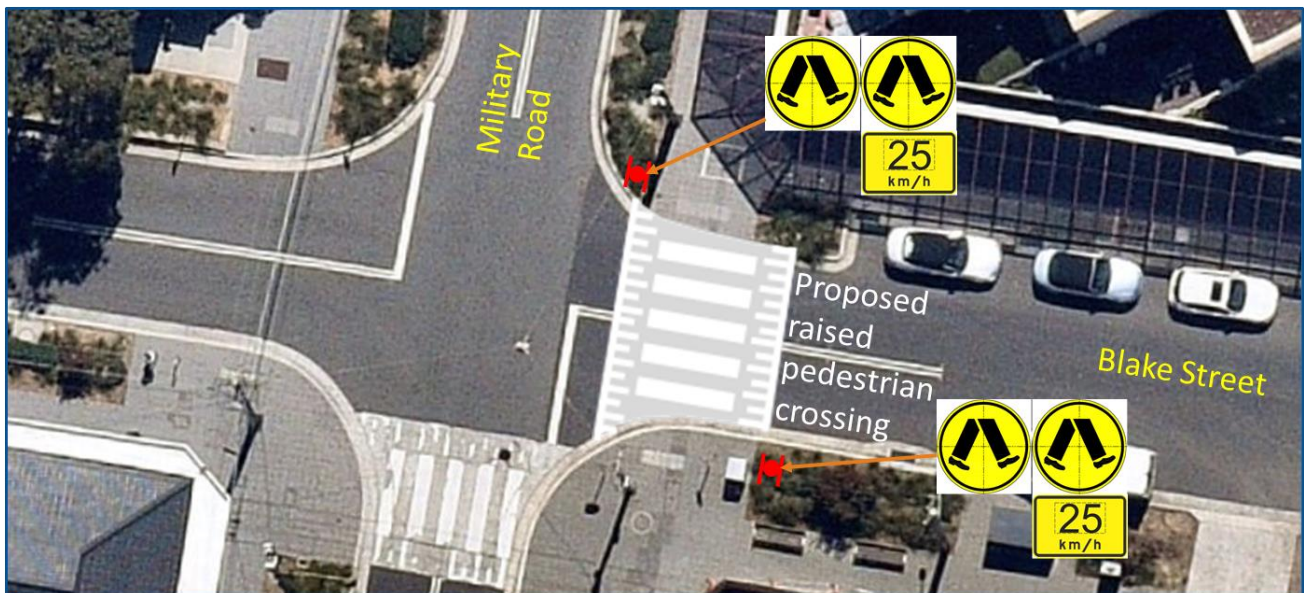 Military
Road
25
km/h
Proposed
raised
pedestrian
crossing
Blake Street
25
km/h